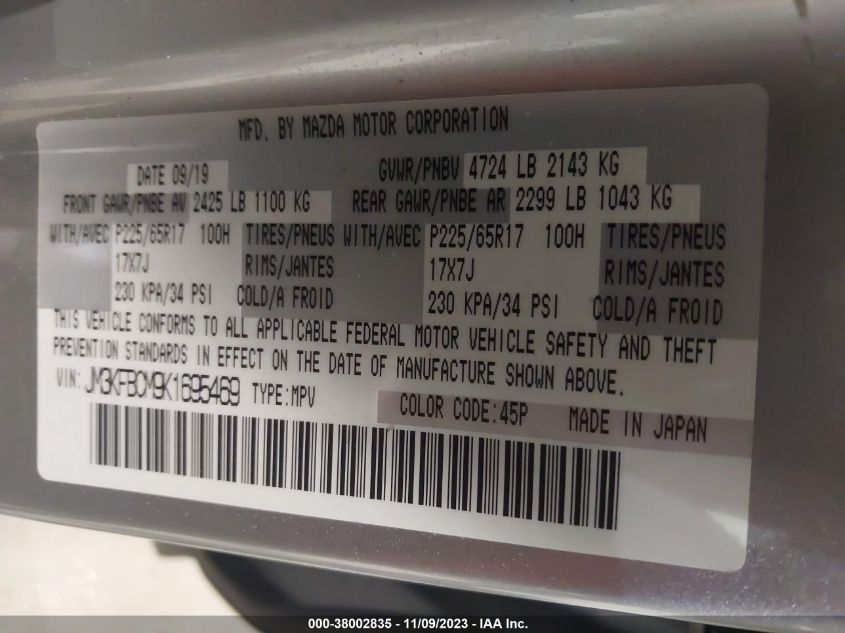 MFD. BY MAZDA MOTOR CORPORATION
DATE 09/19 GVWR/PNBV 4724 LB 2143 KG
FRONT GAWR/PNBE AV 2425 LB 1100 KG REAR GAWR/PNBE AR 2299 LB 1043 KG
WITH/AVEC P225/65R17 100H TIRES/PNEUS WITH/AVEC P225/65R17 100H TIRES/PNEUS
17X7J RIMS/JANTES 17X7J RIMS/JANTES
230 KPA/34 PSI COLD/A FROID 230 KPA/34 PSI COLD/A FROID
THIS VEHICLE CONFORMS TO ALL APPLICABLE FEDERAL MOTOR VEHICLE SAFETY AND THEFT
PREVENTION STANDARDS IN EFFECT ON THE DATE OF MANUFACTURE SHOWN ABOVE.
VIN: JM3KFBCM9K1695469 TYPE:MPV COLOR CODE:45P MADE IN JAPAN
000-38002835 - 11/09/2023 - IAA Inc.